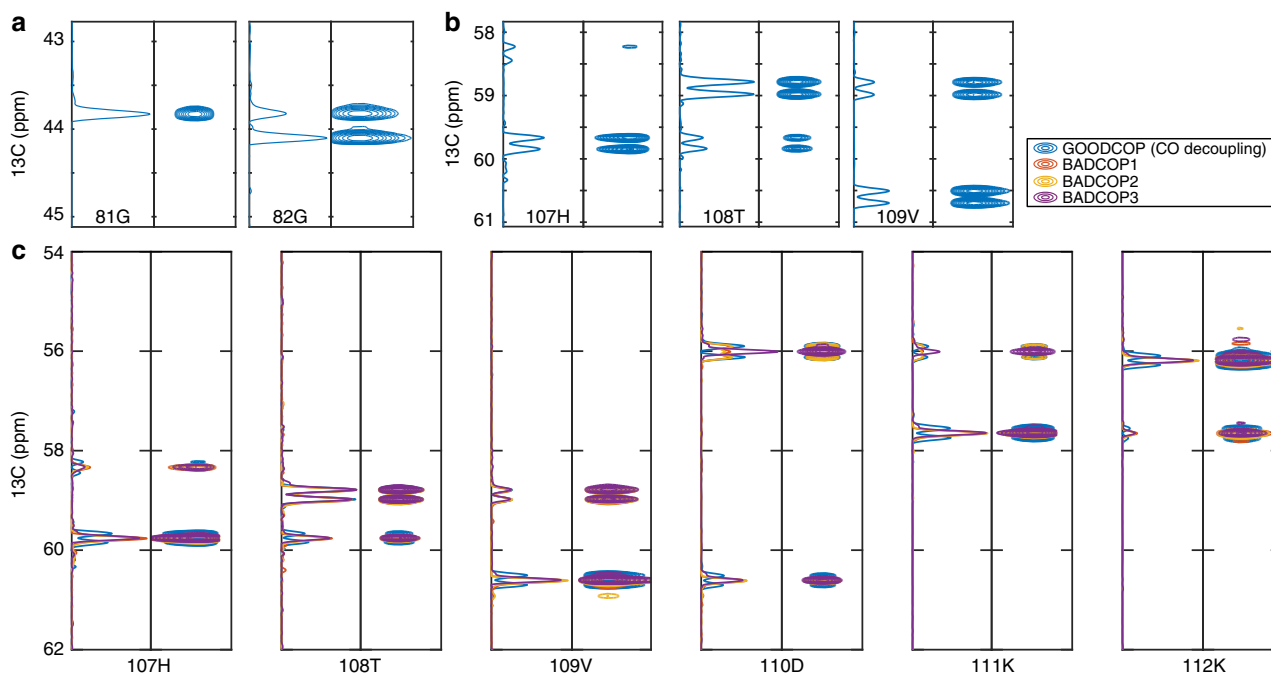 a
b
43
44
45
13C (ppm)
81G
82G
58
59
60
61
13C (ppm)
107H
108T
109V
GOODCOP (CO decoupling)
BADCOP1
BADCOP2
BADCOP3
c
54
56
58
60
62
13C (ppm)
107H
108T
109V
110D
111K
112K